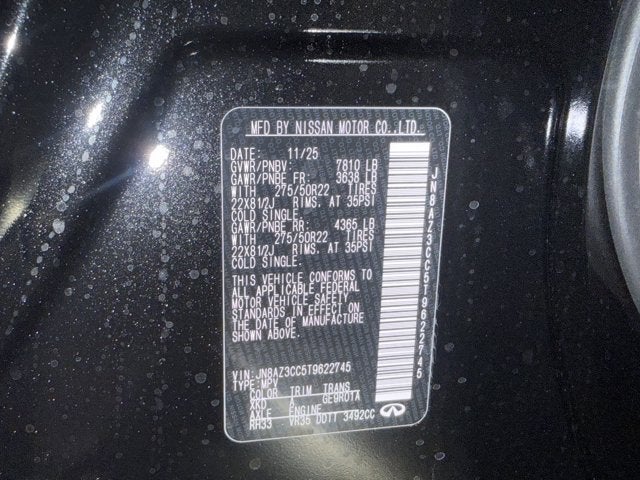 MFD BY NISSAN MOTOR CO.,LTD.
DATE: 11/25
GVWR/PNBV: 7810 LB
GAWR/PNBE FR: 3638 LB
WITH 275/50R22 TIRES
22X81/2J RIMS. AT 35PSI
COLD SINGLE.
GAWR/PNBE RR: 4365 LB
WITH 275/50R22 TIRES
22X81/2J RIMS. AT 35PSI
COLD SINGLE.
THIS VEHICLE CONFORMS TO
ALL APPLICABLE FEDERAL
MOTOR VEHICLE SAFETY
STANDARDS IN EFFECT ON
THE DATE OF MANUFACTURE
SHOWN ABOVE.
VIN:JN8AZ3CC5T9622745
TYPE:MPV
COLOR TRIM TRANS
AXD A GE9R01A
AXLE ENGINE
RH33 VR35 DDTT 3492CC
JN8AZ3CC5T9622745